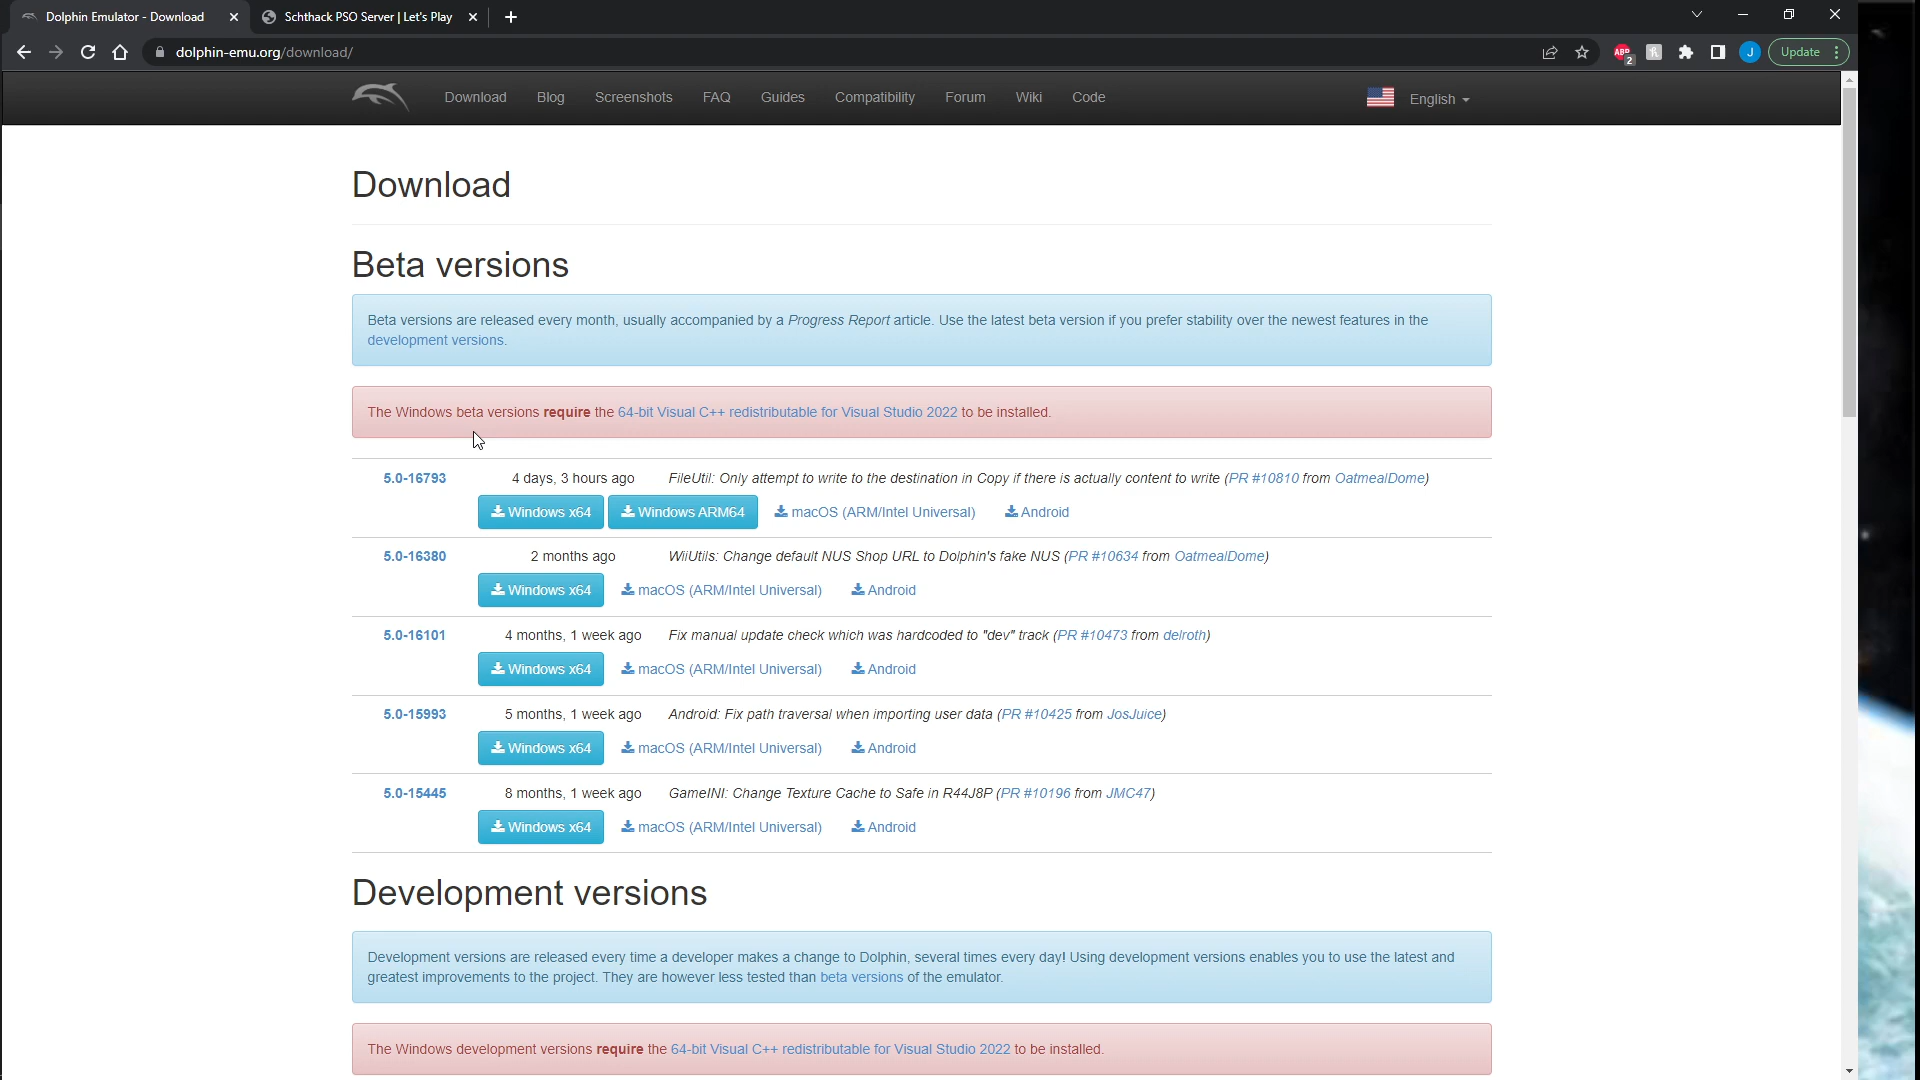 Dolphin Emulator - Download
Schthack PSO Server | Let's Play
dolphin-emu.org/download/
ABP
2
J
Update
Download Blog Screenshots FAQ Guides Compatibility Forum Wiki Code English
Download
Beta versions
Beta versions are released every month, usually accompanied by a Progress Report article. Use the latest beta version if you prefer stability over the newest features in the
development versions.
The Windows beta versions require the 64-bit Visual C++ redistributable for Visual Studio 2022 to be installed.
5.0-16793 4 days, 3 hours ago FileUtil: Only attempt to write to the destination in Copy if there is actually content to write (PR #10810 from OatmealDome)
Windows x64 Windows ARM64 macOS (ARM/Intel Universal) Android
5.0-16380 2 months ago WiiUtils: Change default NUS Shop URL to Dolphin's fake NUS (PR #10634 from OatmealDome)
Windows x64 macOS (ARM/Intel Universal) Android
5.0-16101 4 months, 1 week ago Fix manual update check which was hardcoded to "dev" track (PR #10473 from delroth)
Windows x64 macOS (ARM/Intel Universal) Android
5.0-15993 5 months, 1 week ago Android: Fix path traversal when importing user data (PR #10425 from JosJuice)
Windows x64 macOS (ARM/Intel Universal) Android
5.0-15445 8 months, 1 week ago GameINI: Change Texture Cache to Safe in R44J8P (PR #10196 from JMC47)
Windows x64 macOS (ARM/Intel Universal) Android
Development versions
Development versions are released every time a developer makes a change to Dolphin, several times every day! Using development versions enables you to use the latest and
greatest improvements to the project. They are however less tested than beta versions of the emulator.
The Windows development versions require the 64-bit Visual C++ redistributable for Visual Studio 2022 to be installed.